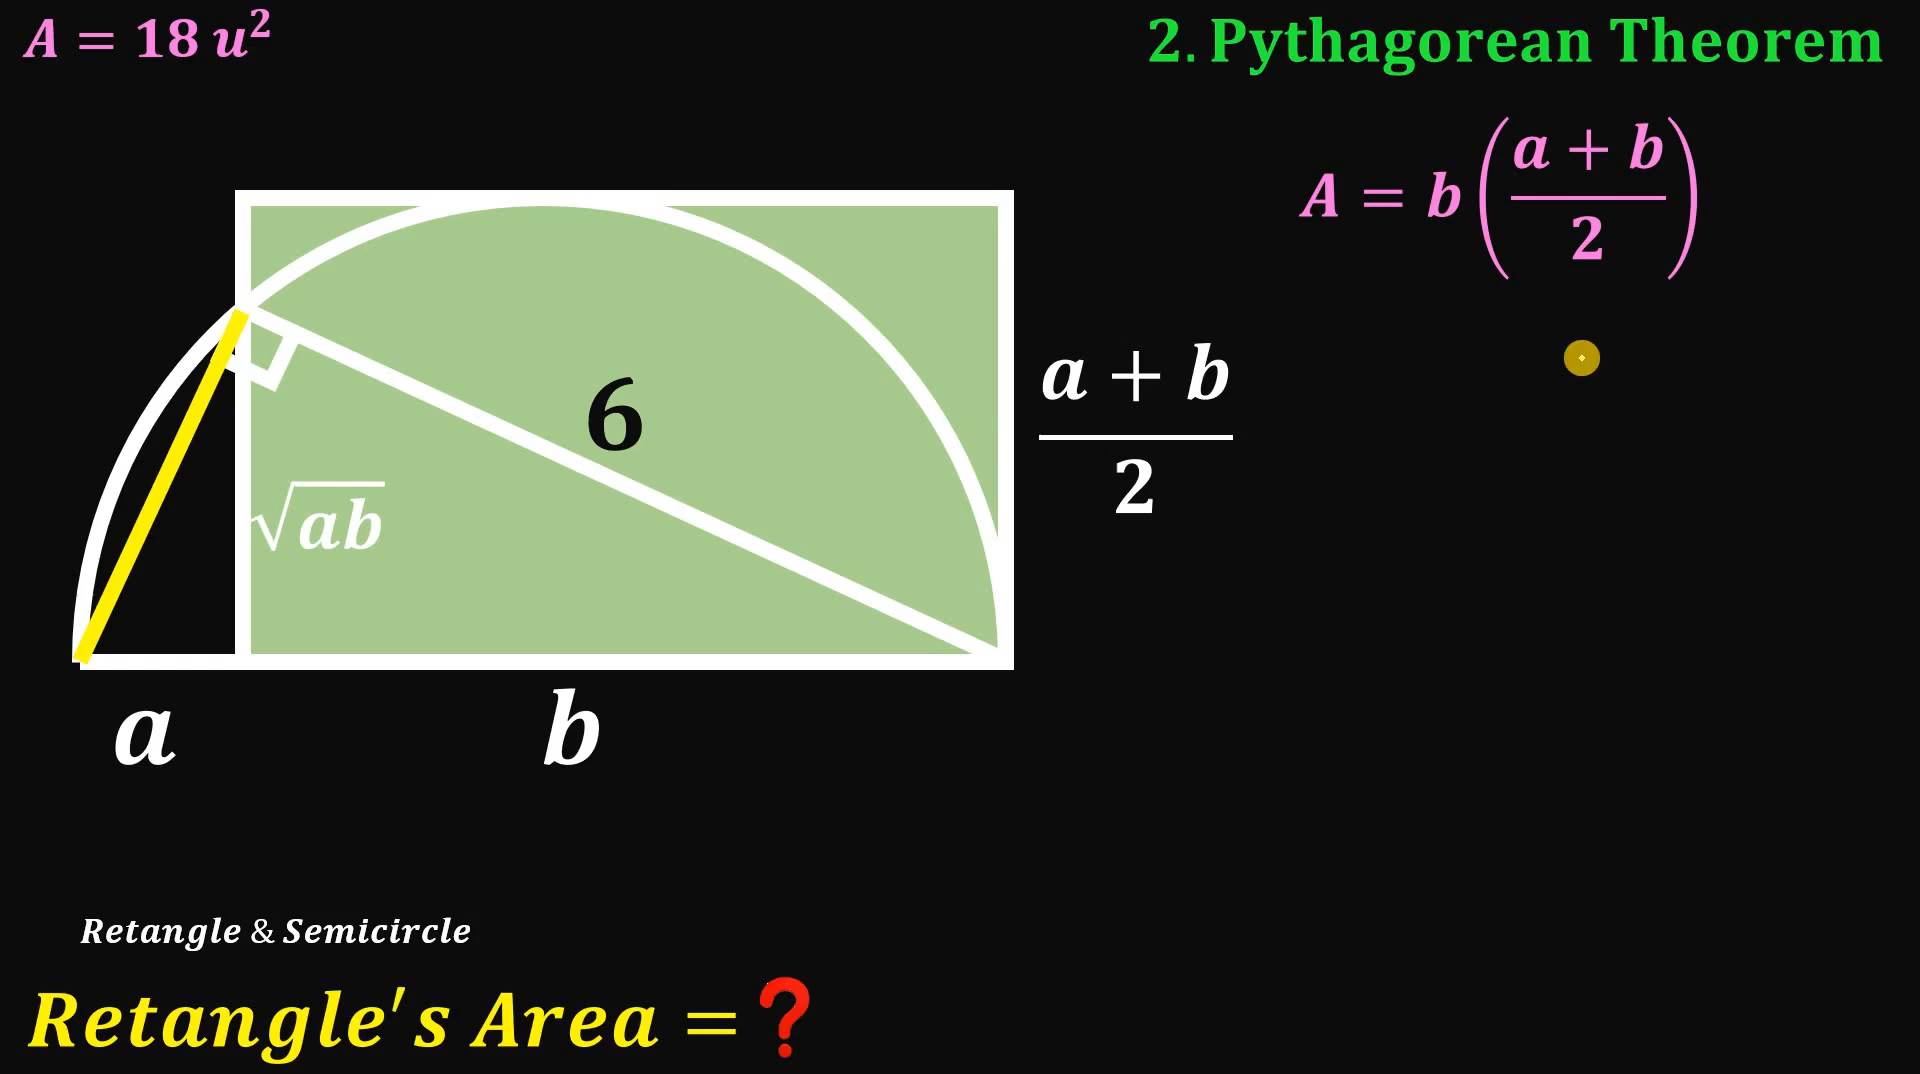 A = 18 u²
2. Pythagorean Theorem
A = b((a + b)/2)
6
(a + b)/2
√ab
a
b
Retangle & Semicircle
Retangle's Area = ❓